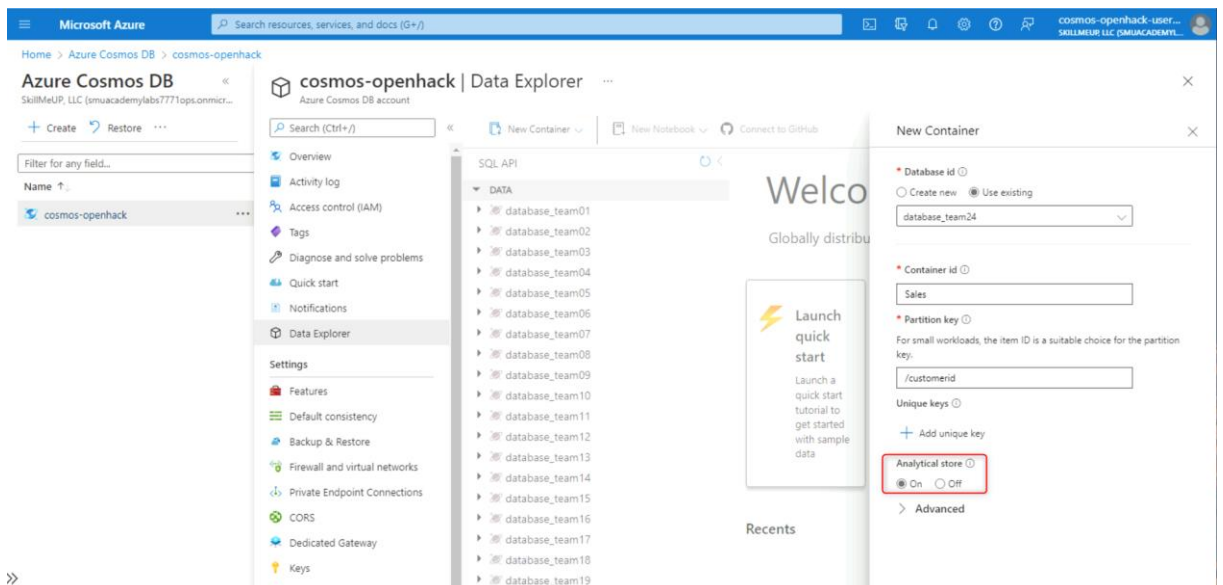 Microsoft Azure
Search resources, services, and docs (G+/)
cosmos-openhack-user...
SKILLMEUP, LLC (SMUACADEMYL...
Home > Azure Cosmos DB > cosmos-openhack
Azure Cosmos DB
«
SkillMeUP, LLC (smuacademylabs7771ops.onmicr...
+ Create
Restore
...
Filter for any field...
Name ↑
cosmos-openhack
...
cosmos-openhack | Data Explorer
...
Azure Cosmos DB account
Search (Ctrl+/)
«
Overview
Activity log
Access control (IAM)
Tags
Diagnose and solve problems
Quick start
Notifications
Data Explorer
Settings
Features
Default consistency
Backup & Restore
Firewall and virtual networks
Private Endpoint Connections
CORS
Dedicated Gateway
Keys
New Container
New Notebook
Connect to GitHub
SQL API
DATA
database_team01
database_team02
database_team03
database_team04
database_team05
database_team06
database_team07
database_team08
database_team09
database_team10
database_team11
database_team12
database_team13
database_team14
database_team15
database_team16
database_team17
database_team18
database_team19
Welco
Globally distribu
Launch
quick
start
Launch a
quick start
tutorial to
get started
with sample
data
Recents
New Container
* Database id
Create new
Use existing
database_team24
* Container id
Sales
* Partition key
For small workloads, the item ID is a suitable choice for the partition
key.
/customerid
Unique keys
+ Add unique key
Analytical store
On
Off
> Advanced